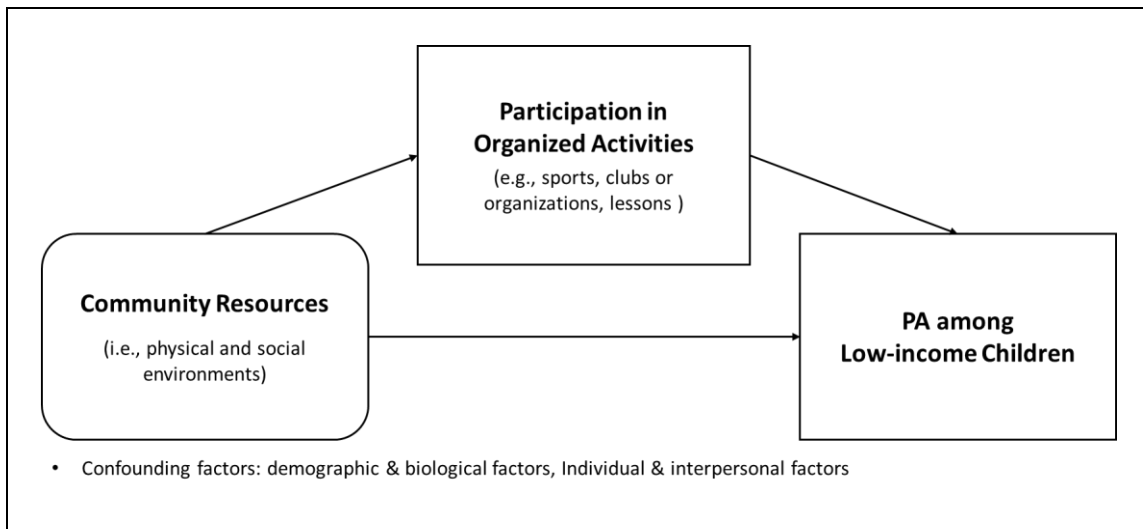 Participation in
Organized Activities
(e.g., sports, clubs or
organizations, lessons )
Community Resources
(i.e., physical and social
environments)
PA among
Low-income Children
• Confounding factors: demographic & biological factors, Individual & interpersonal factors